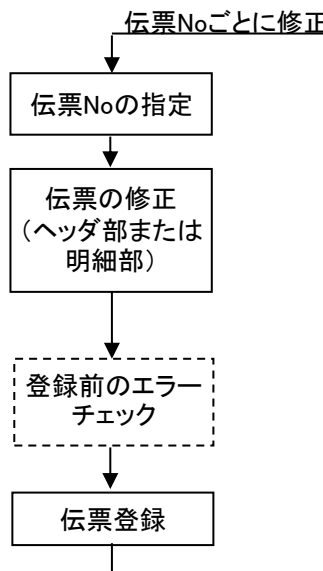 伝票Noごとに修正
伝票Noの指定
伝票の修正
（ヘッダ部または
明細部）
登録前のエラー
チェック
伝票登録